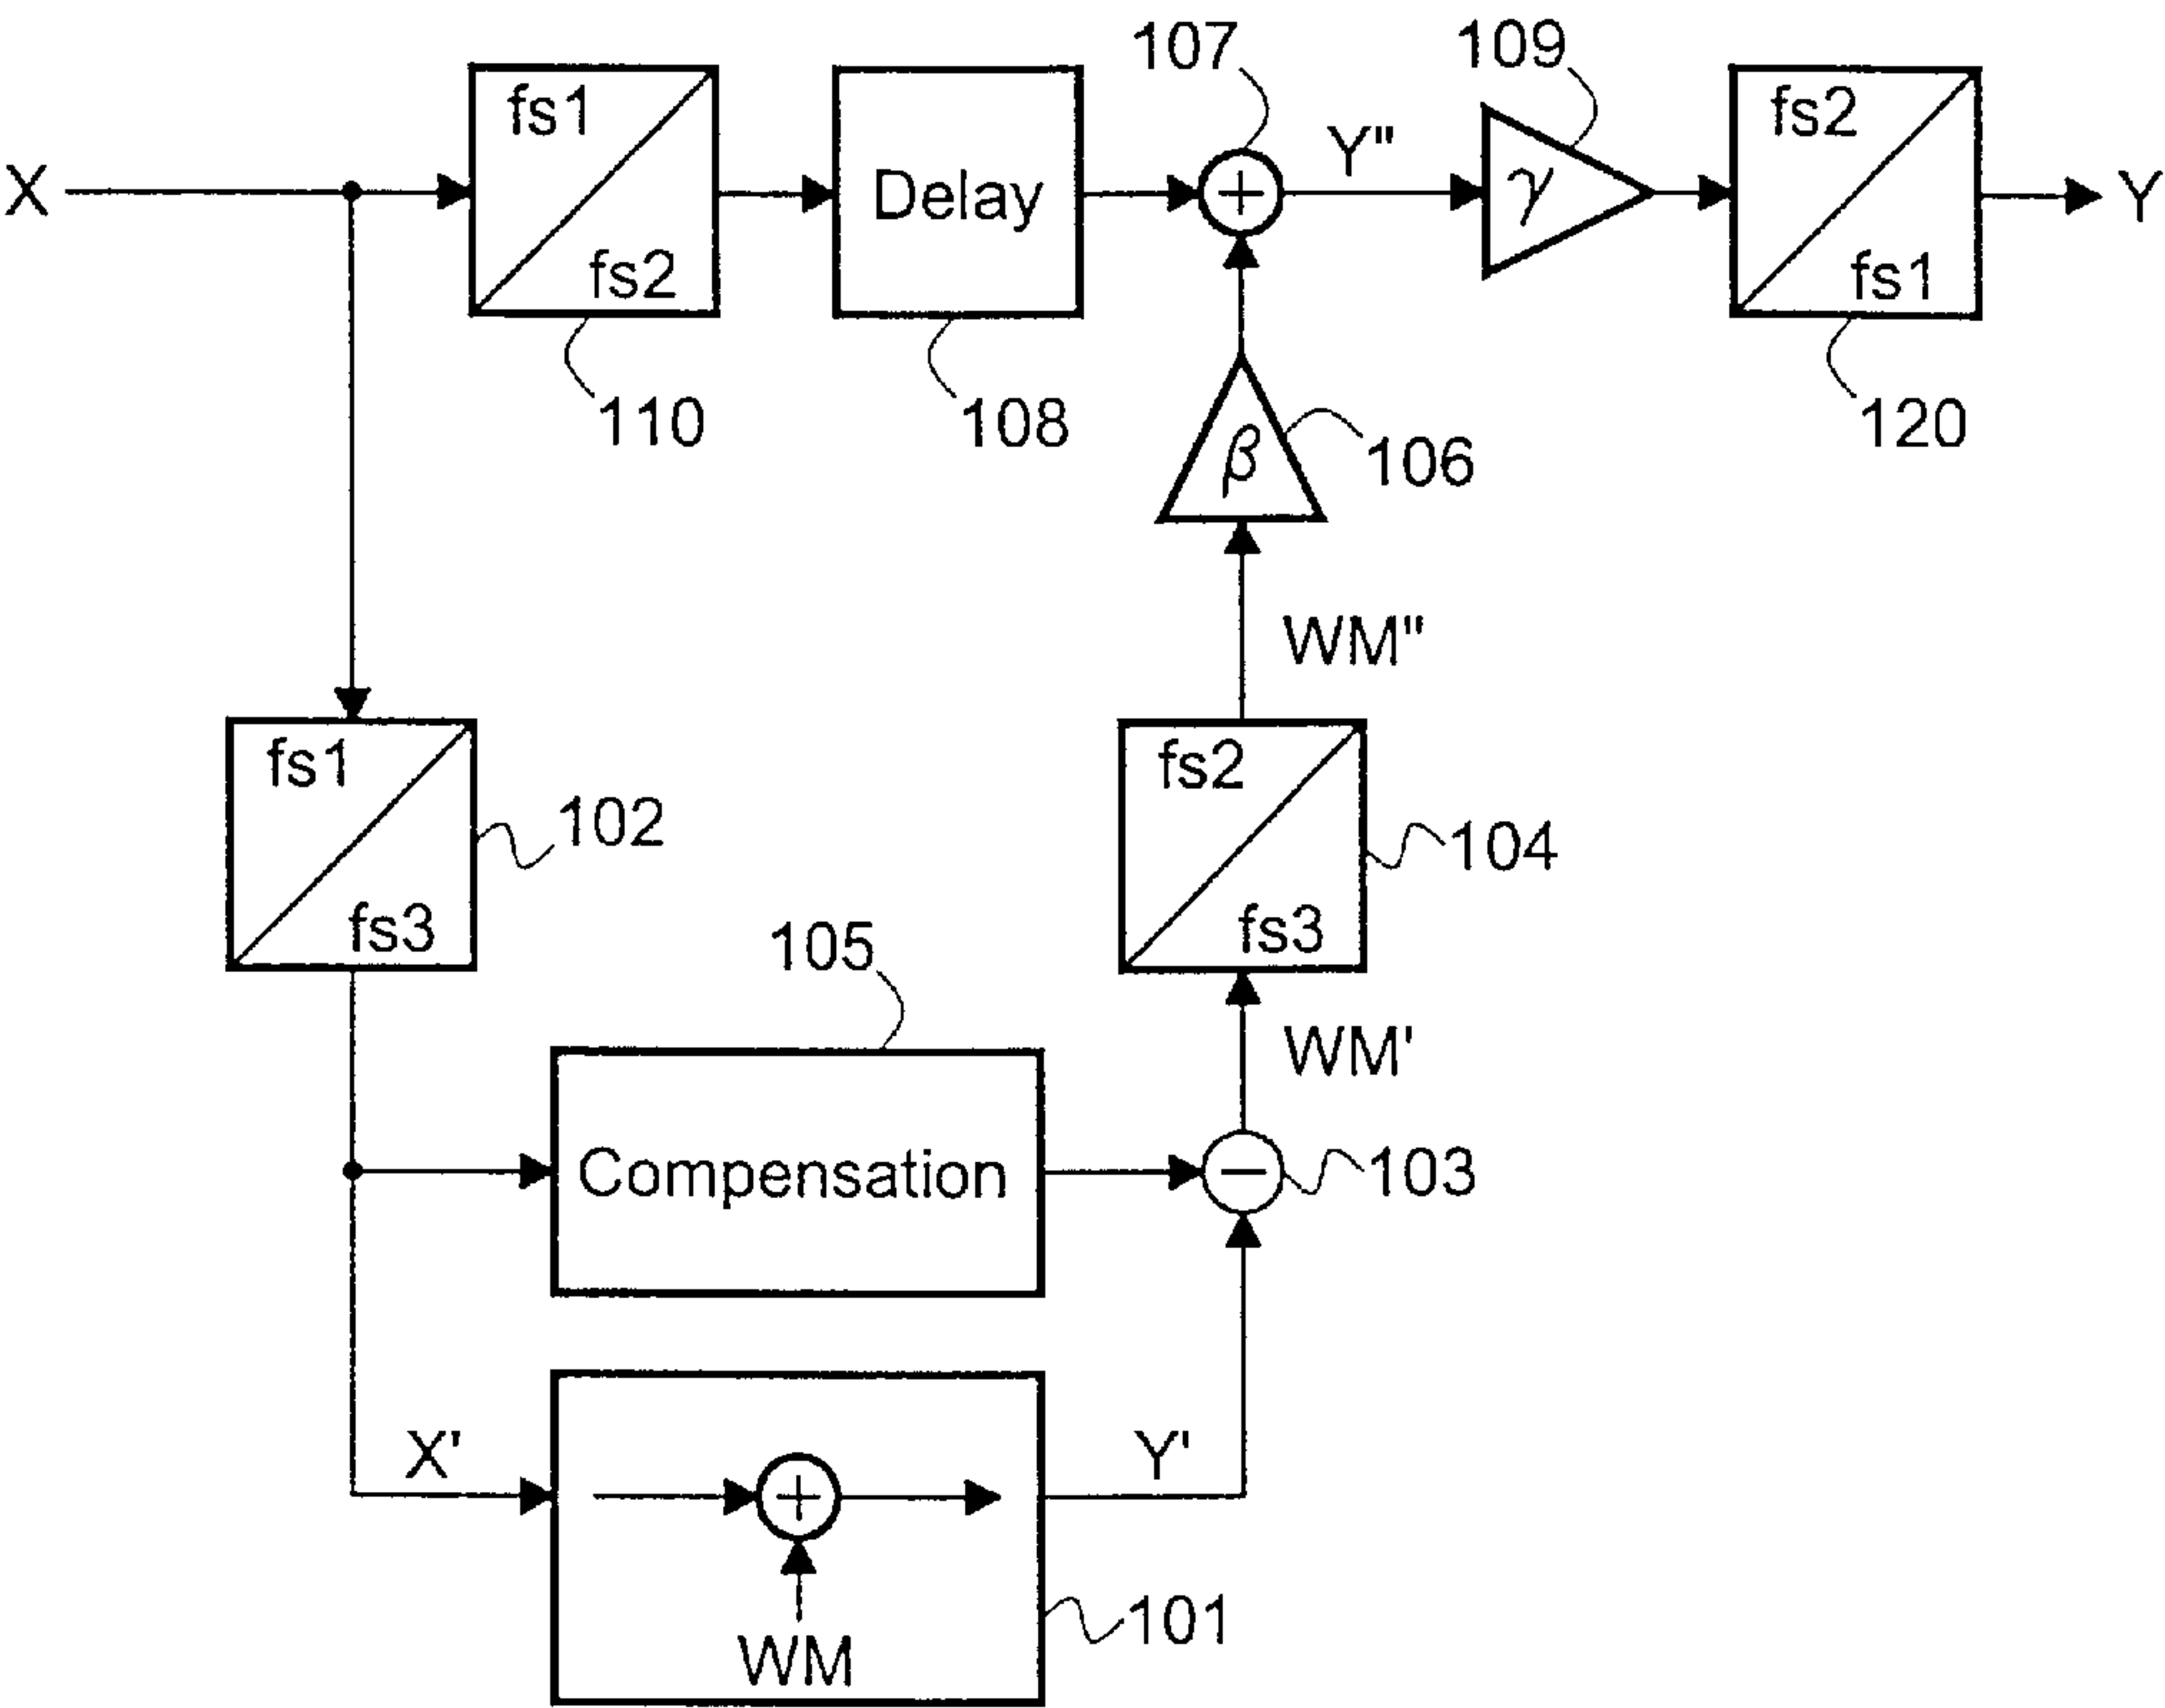 107
109
fs1
fs2
X
fs2
Delay
+
Y"
γ
fs2
fs1
Y
110
108
β
106
120
WM"
fs1
fs3
102
fs2
fs3
104
105
WM'
Compensation
−
103
X'
+
Y'
WM
101